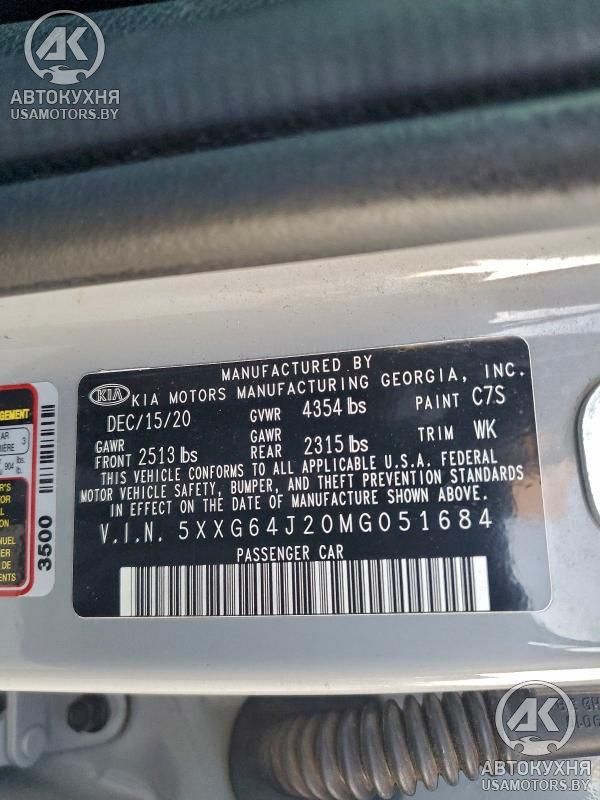 АВТОКУХНЯ
USAMOTORS.BY
MANUFACTURED BY
KIA KIA MOTORS MANUFACTURING GEORGIA, INC.
DEC/15/20 GVWR 4354 lbs PAINT C7S
GAWR FRONT 2513 lbs GAWR REAR 2315 lbs TRIM WK
THIS VEHICLE CONFORMS TO ALL APPLICABLE U.S.A. FEDERAL
MOTOR VEHICLE SAFETY, BUMPER, AND THEFT PREVENTION STANDARDS
IN EFFECT ON THE DATE OF MANUFACTURE SHOWN ABOVE.
V.I.N. 5XXG64J20MG051684
PASSENGER CAR
3
904 lbs.
3500
АВТОКУХНЯ
USAMOTORS.BY